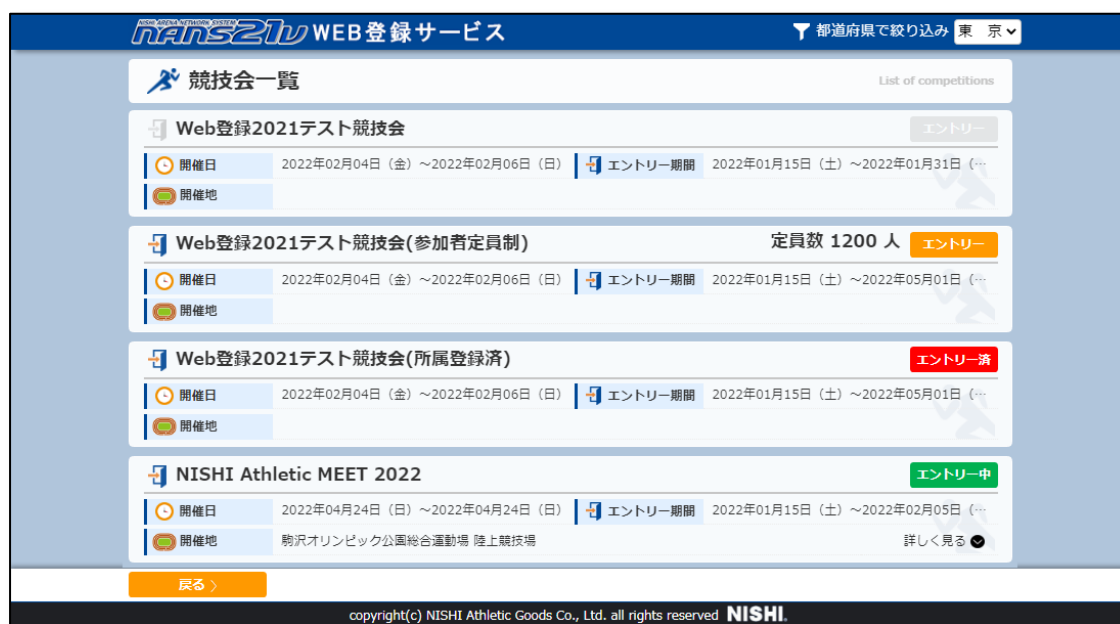 NISHI ARENA NETWORK SYSTEM
nans21V WEB登録サービス 都道府県で絞り込み 東 京
競技会一覧 List of competitions
Web登録2021テスト競技会 エントリー
開催日 2022年02月04日（金）～2022年02月06日（日） エントリー期間 2022年01月15日（土）～2022年01月31日（…
開催地
Web登録2021テスト競技会(参加者定員制) 定員数 1200 人 エントリー
開催日 2022年02月04日（金）～2022年02月06日（日） エントリー期間 2022年01月15日（土）～2022年05月01日（…
開催地
Web登録2021テスト競技会(所属登録済) エントリー済
開催日 2022年02月04日（金）～2022年02月06日（日） エントリー期間 2022年01月15日（土）～2022年05月01日（…
開催地
NISHI Athletic MEET 2022 エントリー中
開催日 2022年04月24日（日）～2022年04月24日（日） エントリー期間 2022年01月15日（土）～2022年02月05日（…
開催地 駒沢オリンピック公園総合運動場 陸上競技場 詳しく見る
戻る 〉
copyright(c) NISHI Athletic Goods Co., Ltd. all rights reserved NISHI.